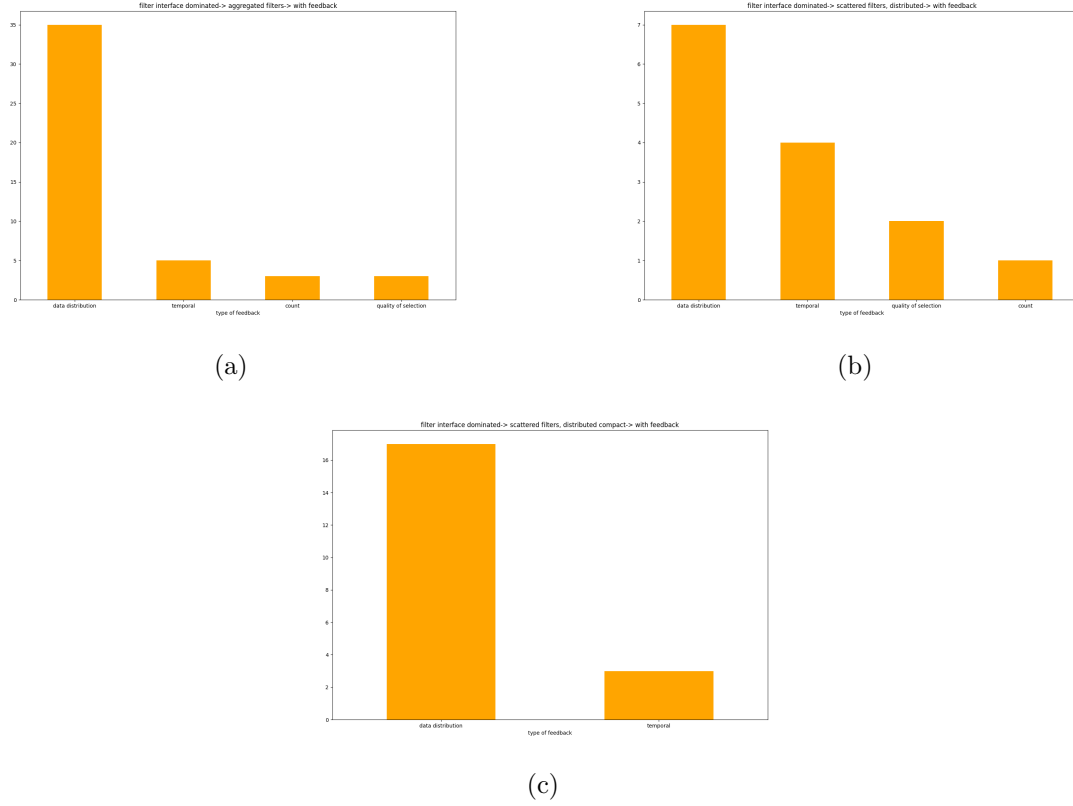 filter interface dominated-> aggregated filters-> with feedback
35
30
25
20
15
10
5
0
data distribution temporal count quality of selection
type of feedback
(a)
filter interface dominated-> scattered filters, distributed-> with feedback
7
6
5
4
3
2
1
0
data distribution temporal quality of selection count
type of feedback
(b)
filter interface dominated-> scattered filters, distributed compact-> with feedback
16
14
12
10
8
6
4
2
0
data distribution temporal
type of feedback
(c)